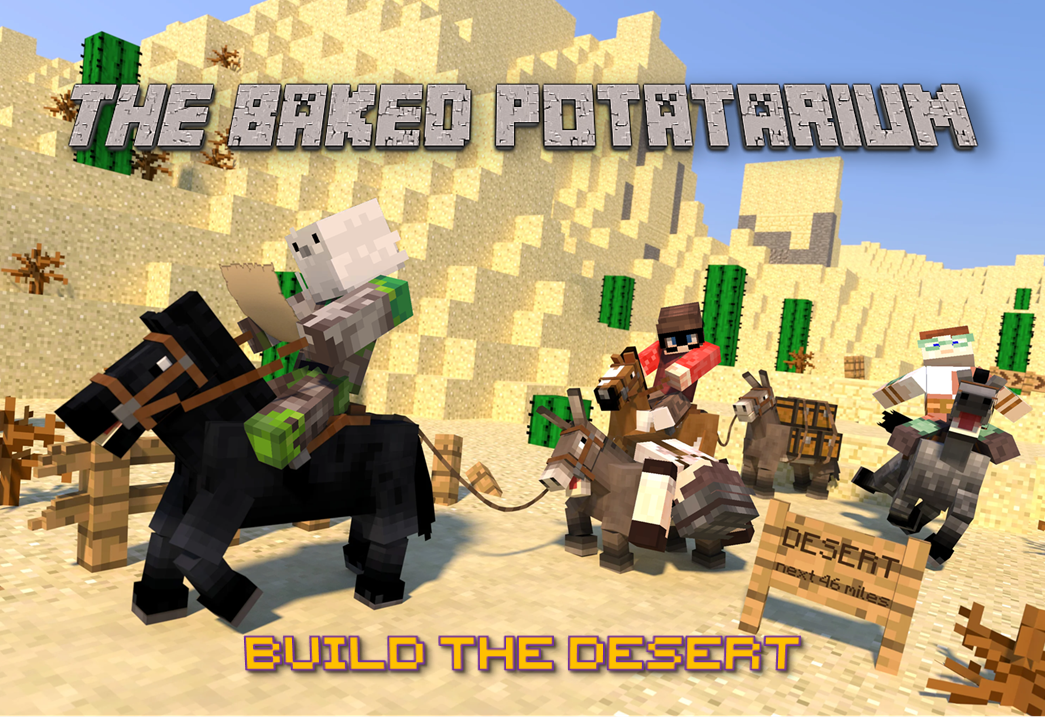 THE BAKED POTATARIUM
DESERT
next 46 miles
BUILD THE DESERT